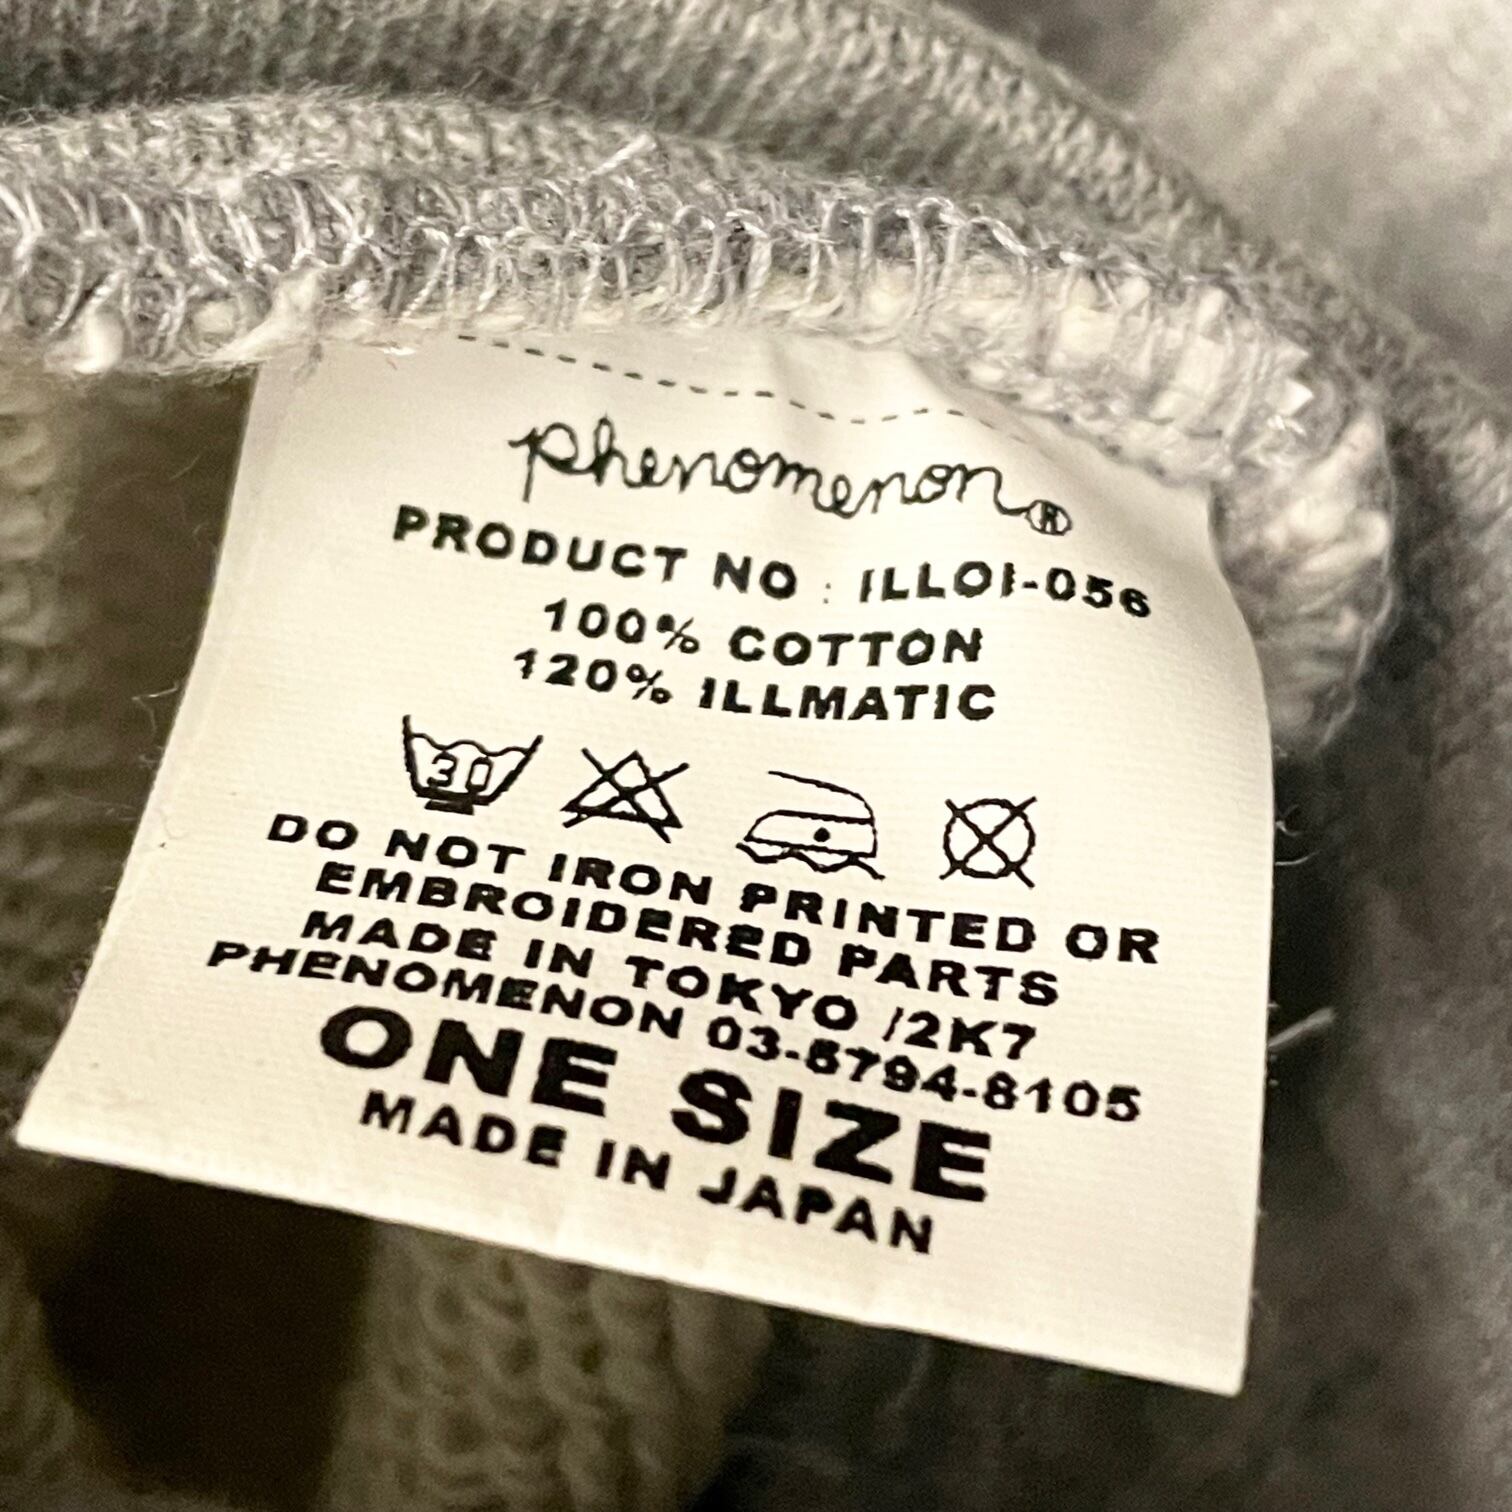 phenomenon®
PRODUCT NO : ILL01-056
100% COTTON
120% ILLMATIC
30
DO NOT IRON PRINTED OR
EMBROIDERED PARTS
MADE IN TOKYO /2K7
PHENOMENON 03-5794-8105
ONE SIZE
MADE IN JAPAN